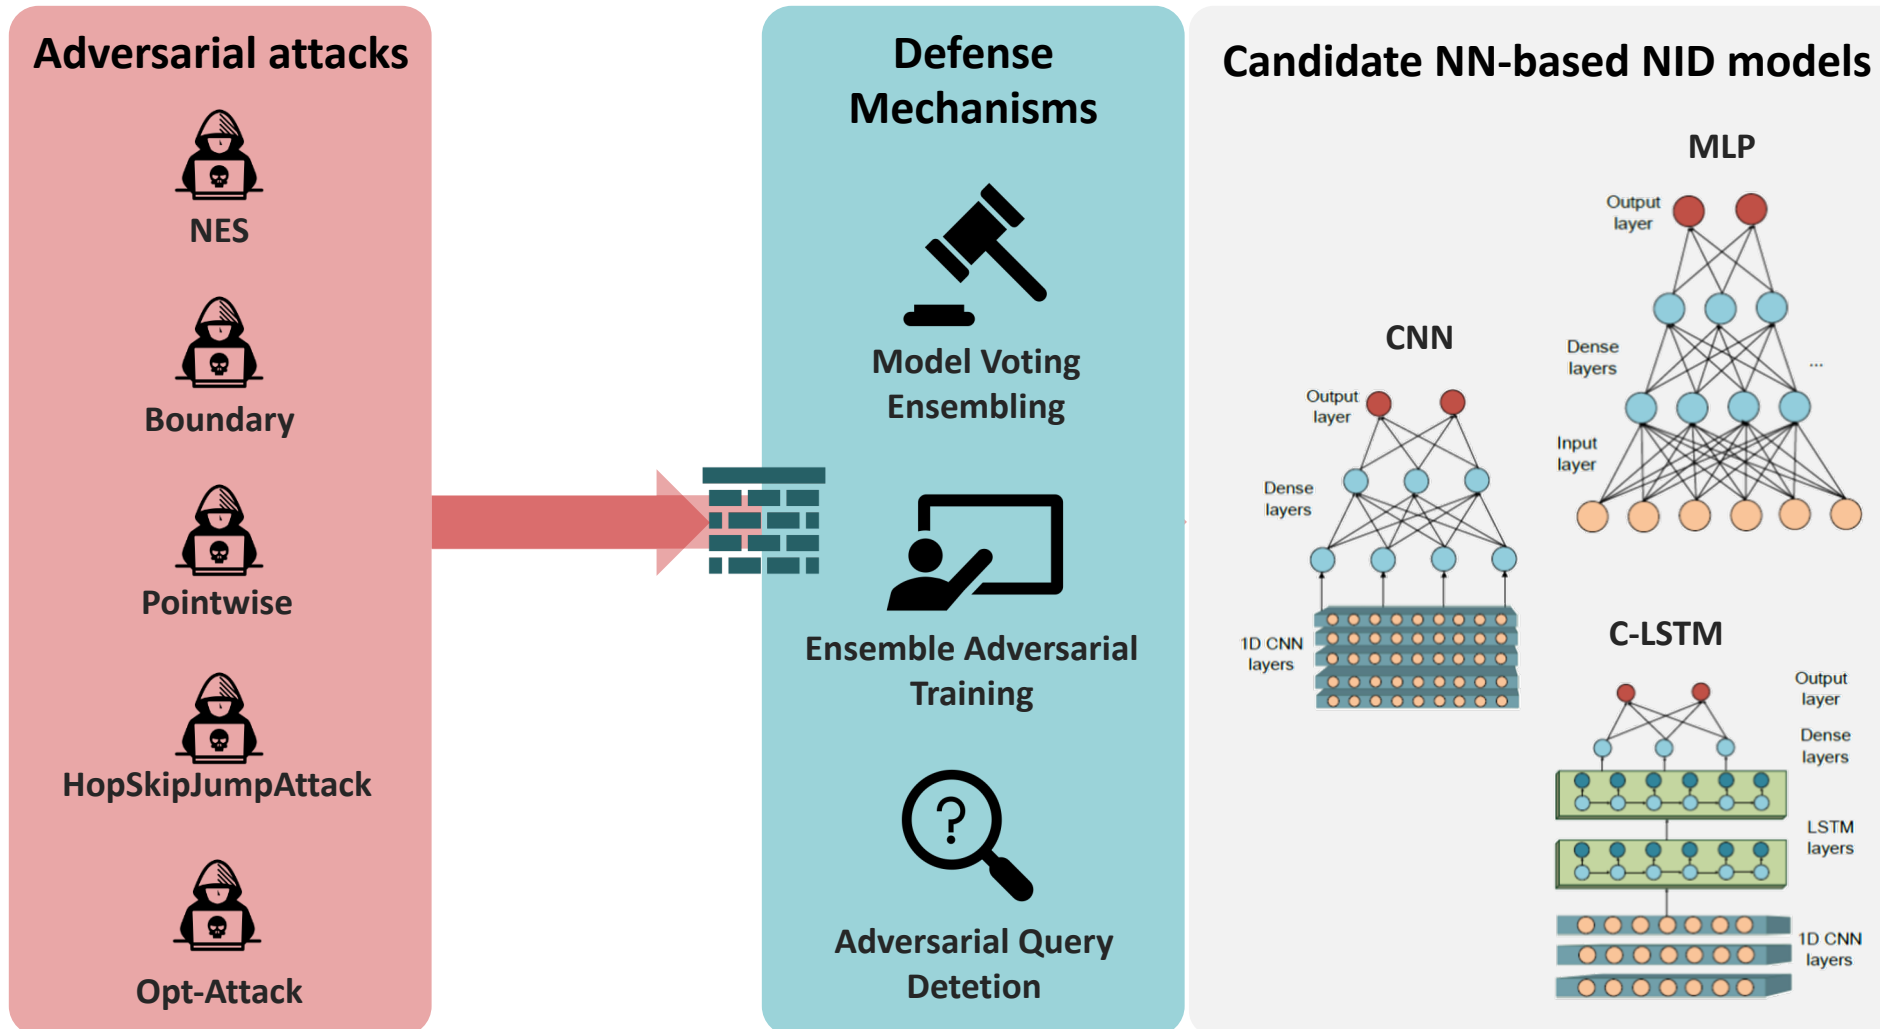 Adversarial attacks
NES
Boundary
Pointwise
HopSkipJumpAttack
Opt-Attack
Defense
Mechanisms
Model Voting
Ensembling
Ensemble Adversarial
Training
?
Adversarial Query
Detetion
Candidate NN-based NID models
MLP
Output
layer
Dense
layers
...
Input
layer
CNN
Output
layer
Dense
layers
1D CNN
layers
C-LSTM
Output
layer
Dense
layers
LSTM
layers
1D CNN
layers